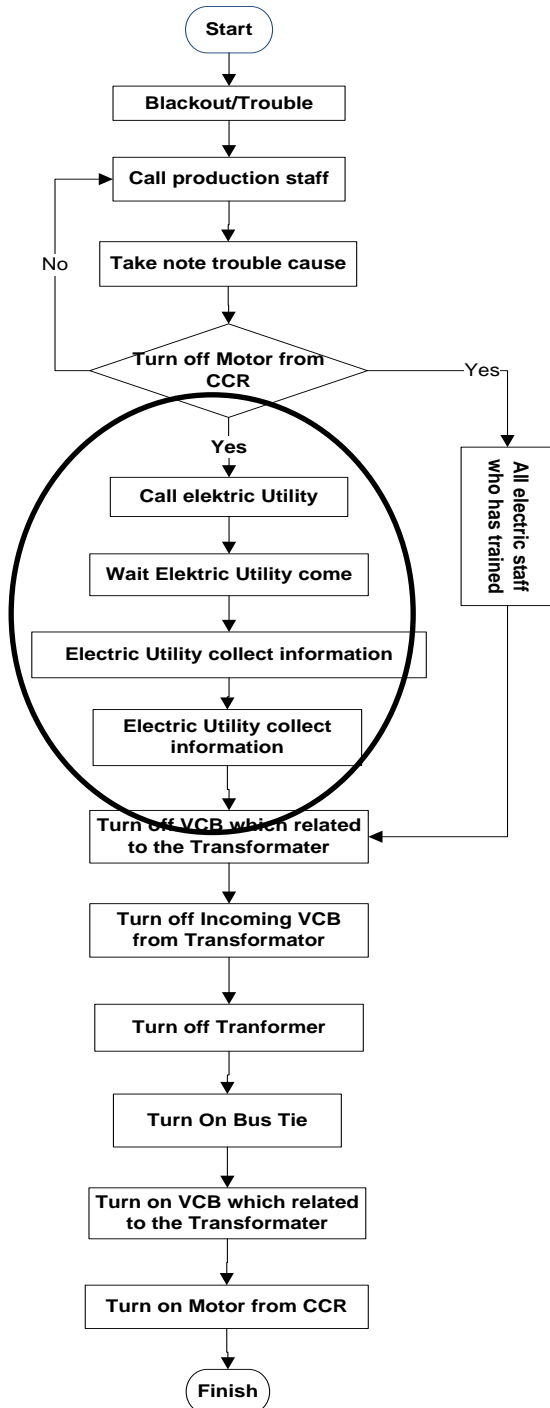 Start
Blackout/Trouble
Call production staff
No
Take note trouble cause
Turn off Motor from
CCR
Yes
Yes
All electric staff
who has trained
Call elektric Utility
Wait Elektric Utility come
Electric Utility collect information
Electric Utility collect
information
Turn off VCB which related
to the Transformater
Turn off Incoming VCB
from Transformator
Turn off Tranformer
Turn On Bus Tie
Turn on VCB which related
to the Transformater
Turn on Motor from CCR
Finish